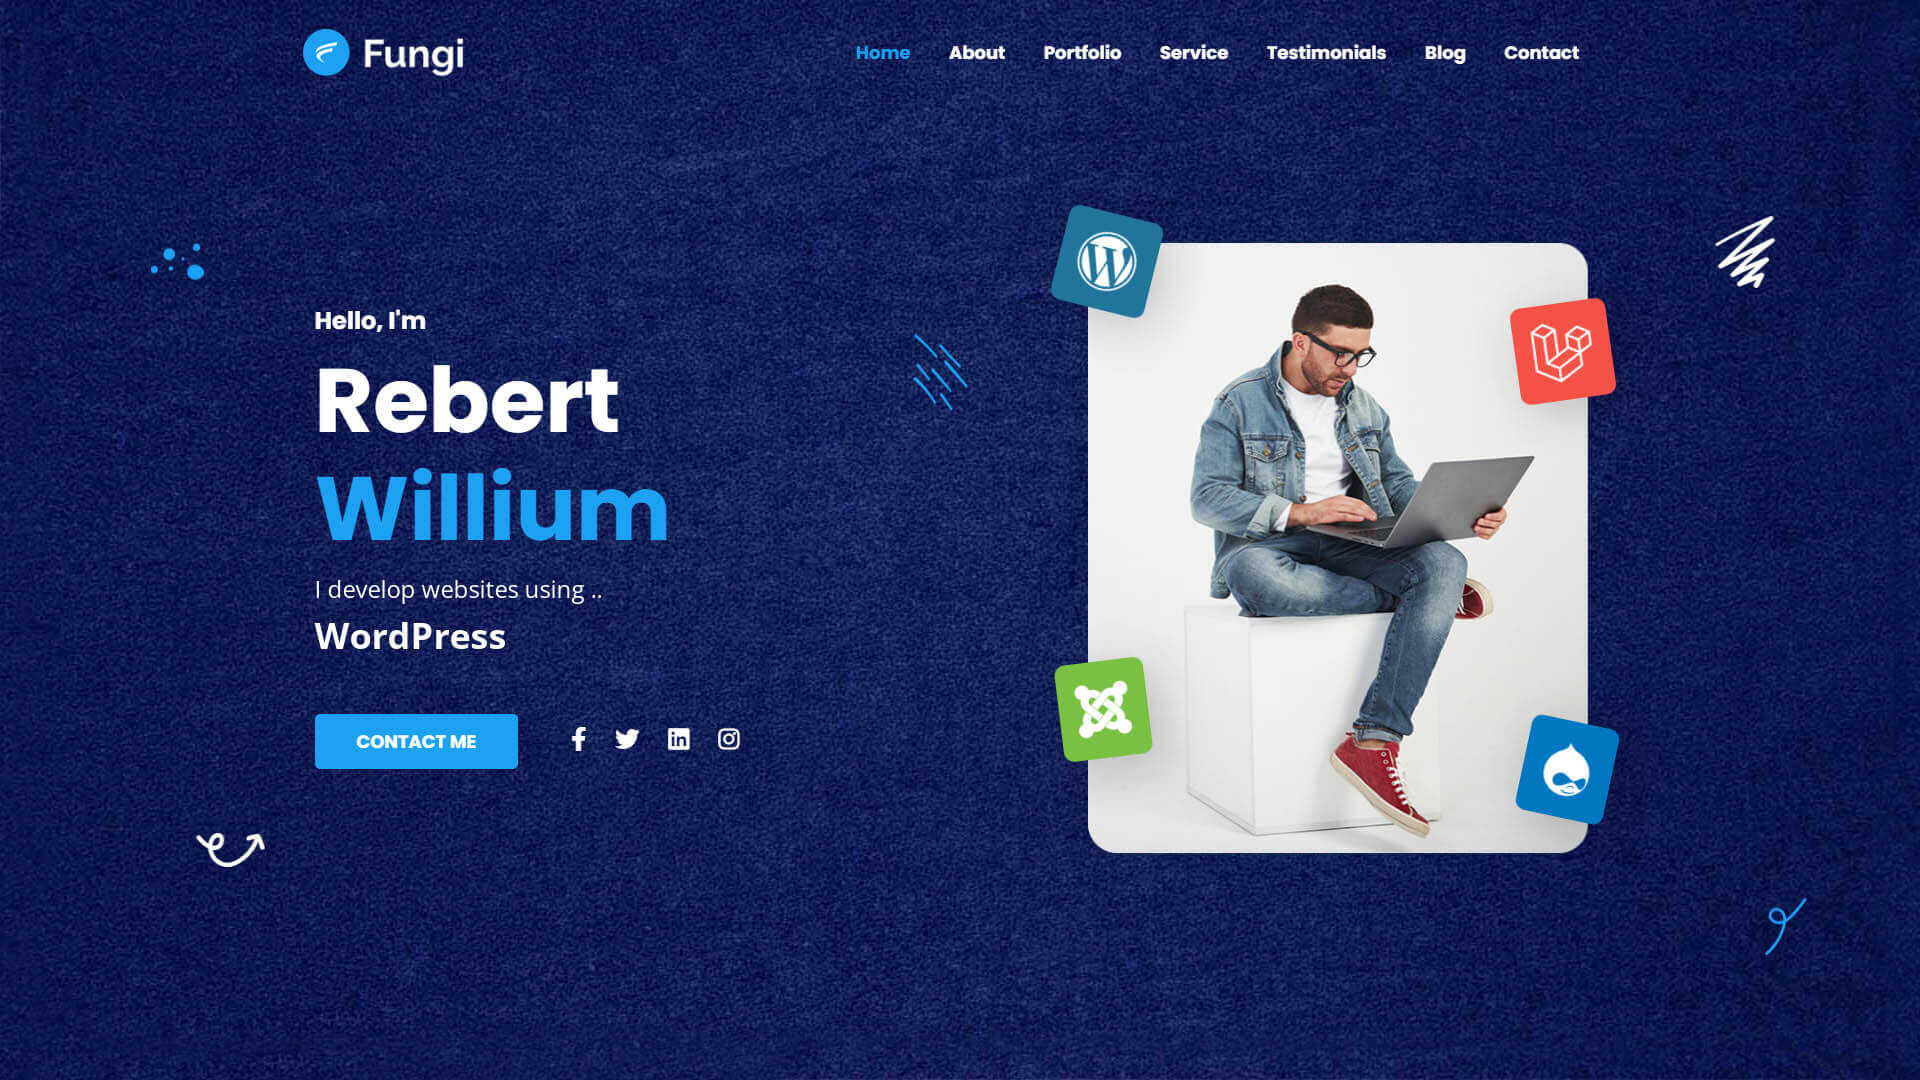 Fungi
Home About Portfolio Service Testimonials Blog Contact
Hello, I'm
Rebert
Willium
I develop websites using ..
WordPress
CONTACT ME